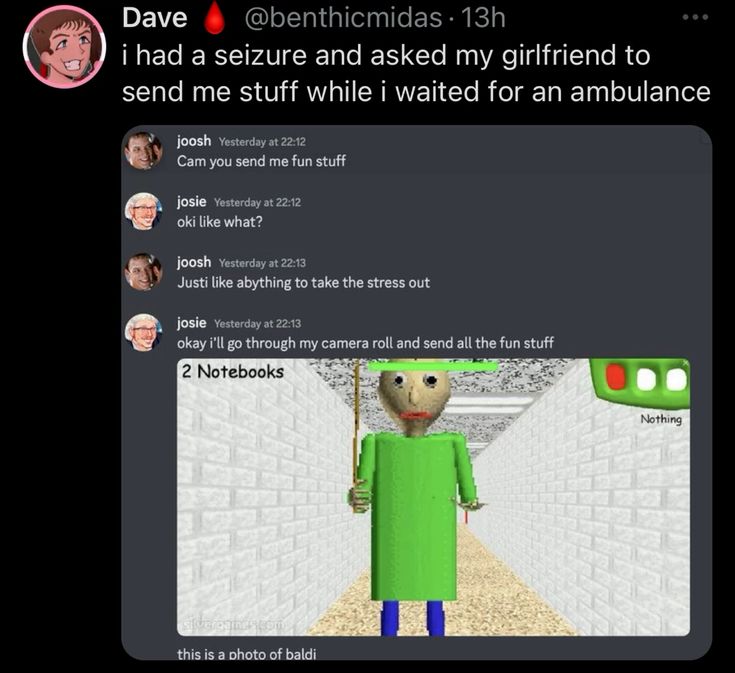 Dave 🩸 @benthicmidas · 13h
i had a seizure and asked my girlfriend to
send me stuff while i waited for an ambulance
joosh Yesterday at 22:12
Cam you send me fun stuff
josie Yesterday at 22:12
oki like what?
joosh Yesterday at 22:13
Justi like abything to take the stress out
josie Yesterday at 22:13
okay i'll go through my camera roll and send all the fun stuff
2 Notebooks
Nothing
silvergames.com
this is a photo of baldi